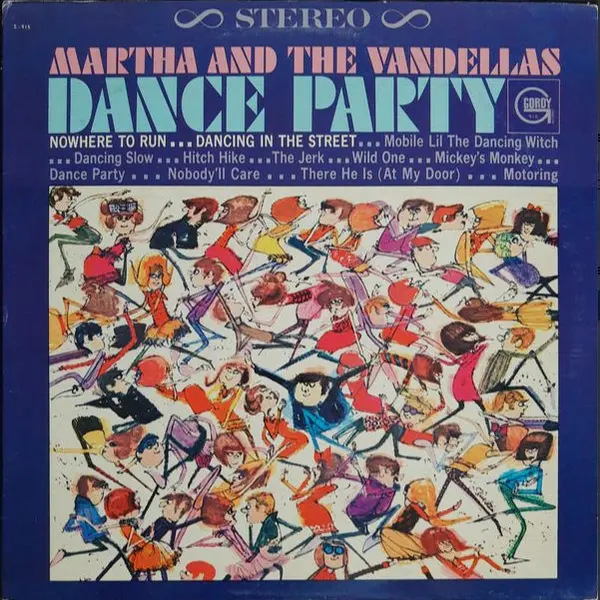 STEREO
S-915
MARTHA AND THE VANDELLAS
DANCE PARTY
GORDY
915
NOWHERE TO RUN...DANCING IN THE STREET...Mobile Lil The Dancing Witch
...Dancing Slow...Hitch Hike...The Jerk...Wild One...Mickey's Monkey...
Dance Party...Nobody'll Care...There He Is (At My Door)...Motoring